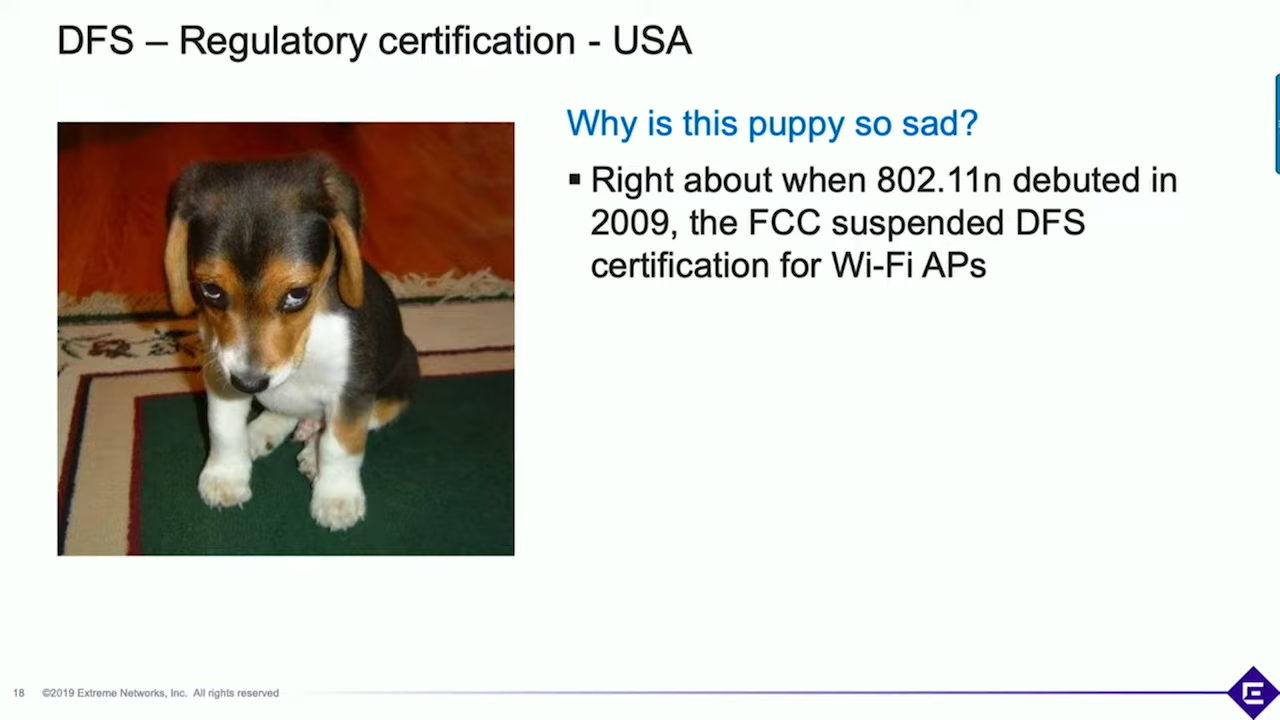 DFS – Regulatory certification - USA
Why is this puppy so sad?
▪ Right about when 802.11n debuted in
2009, the FCC suspended DFS
certification for Wi-Fi APs
18 ©2019 Extreme Networks, Inc. All rights reserved